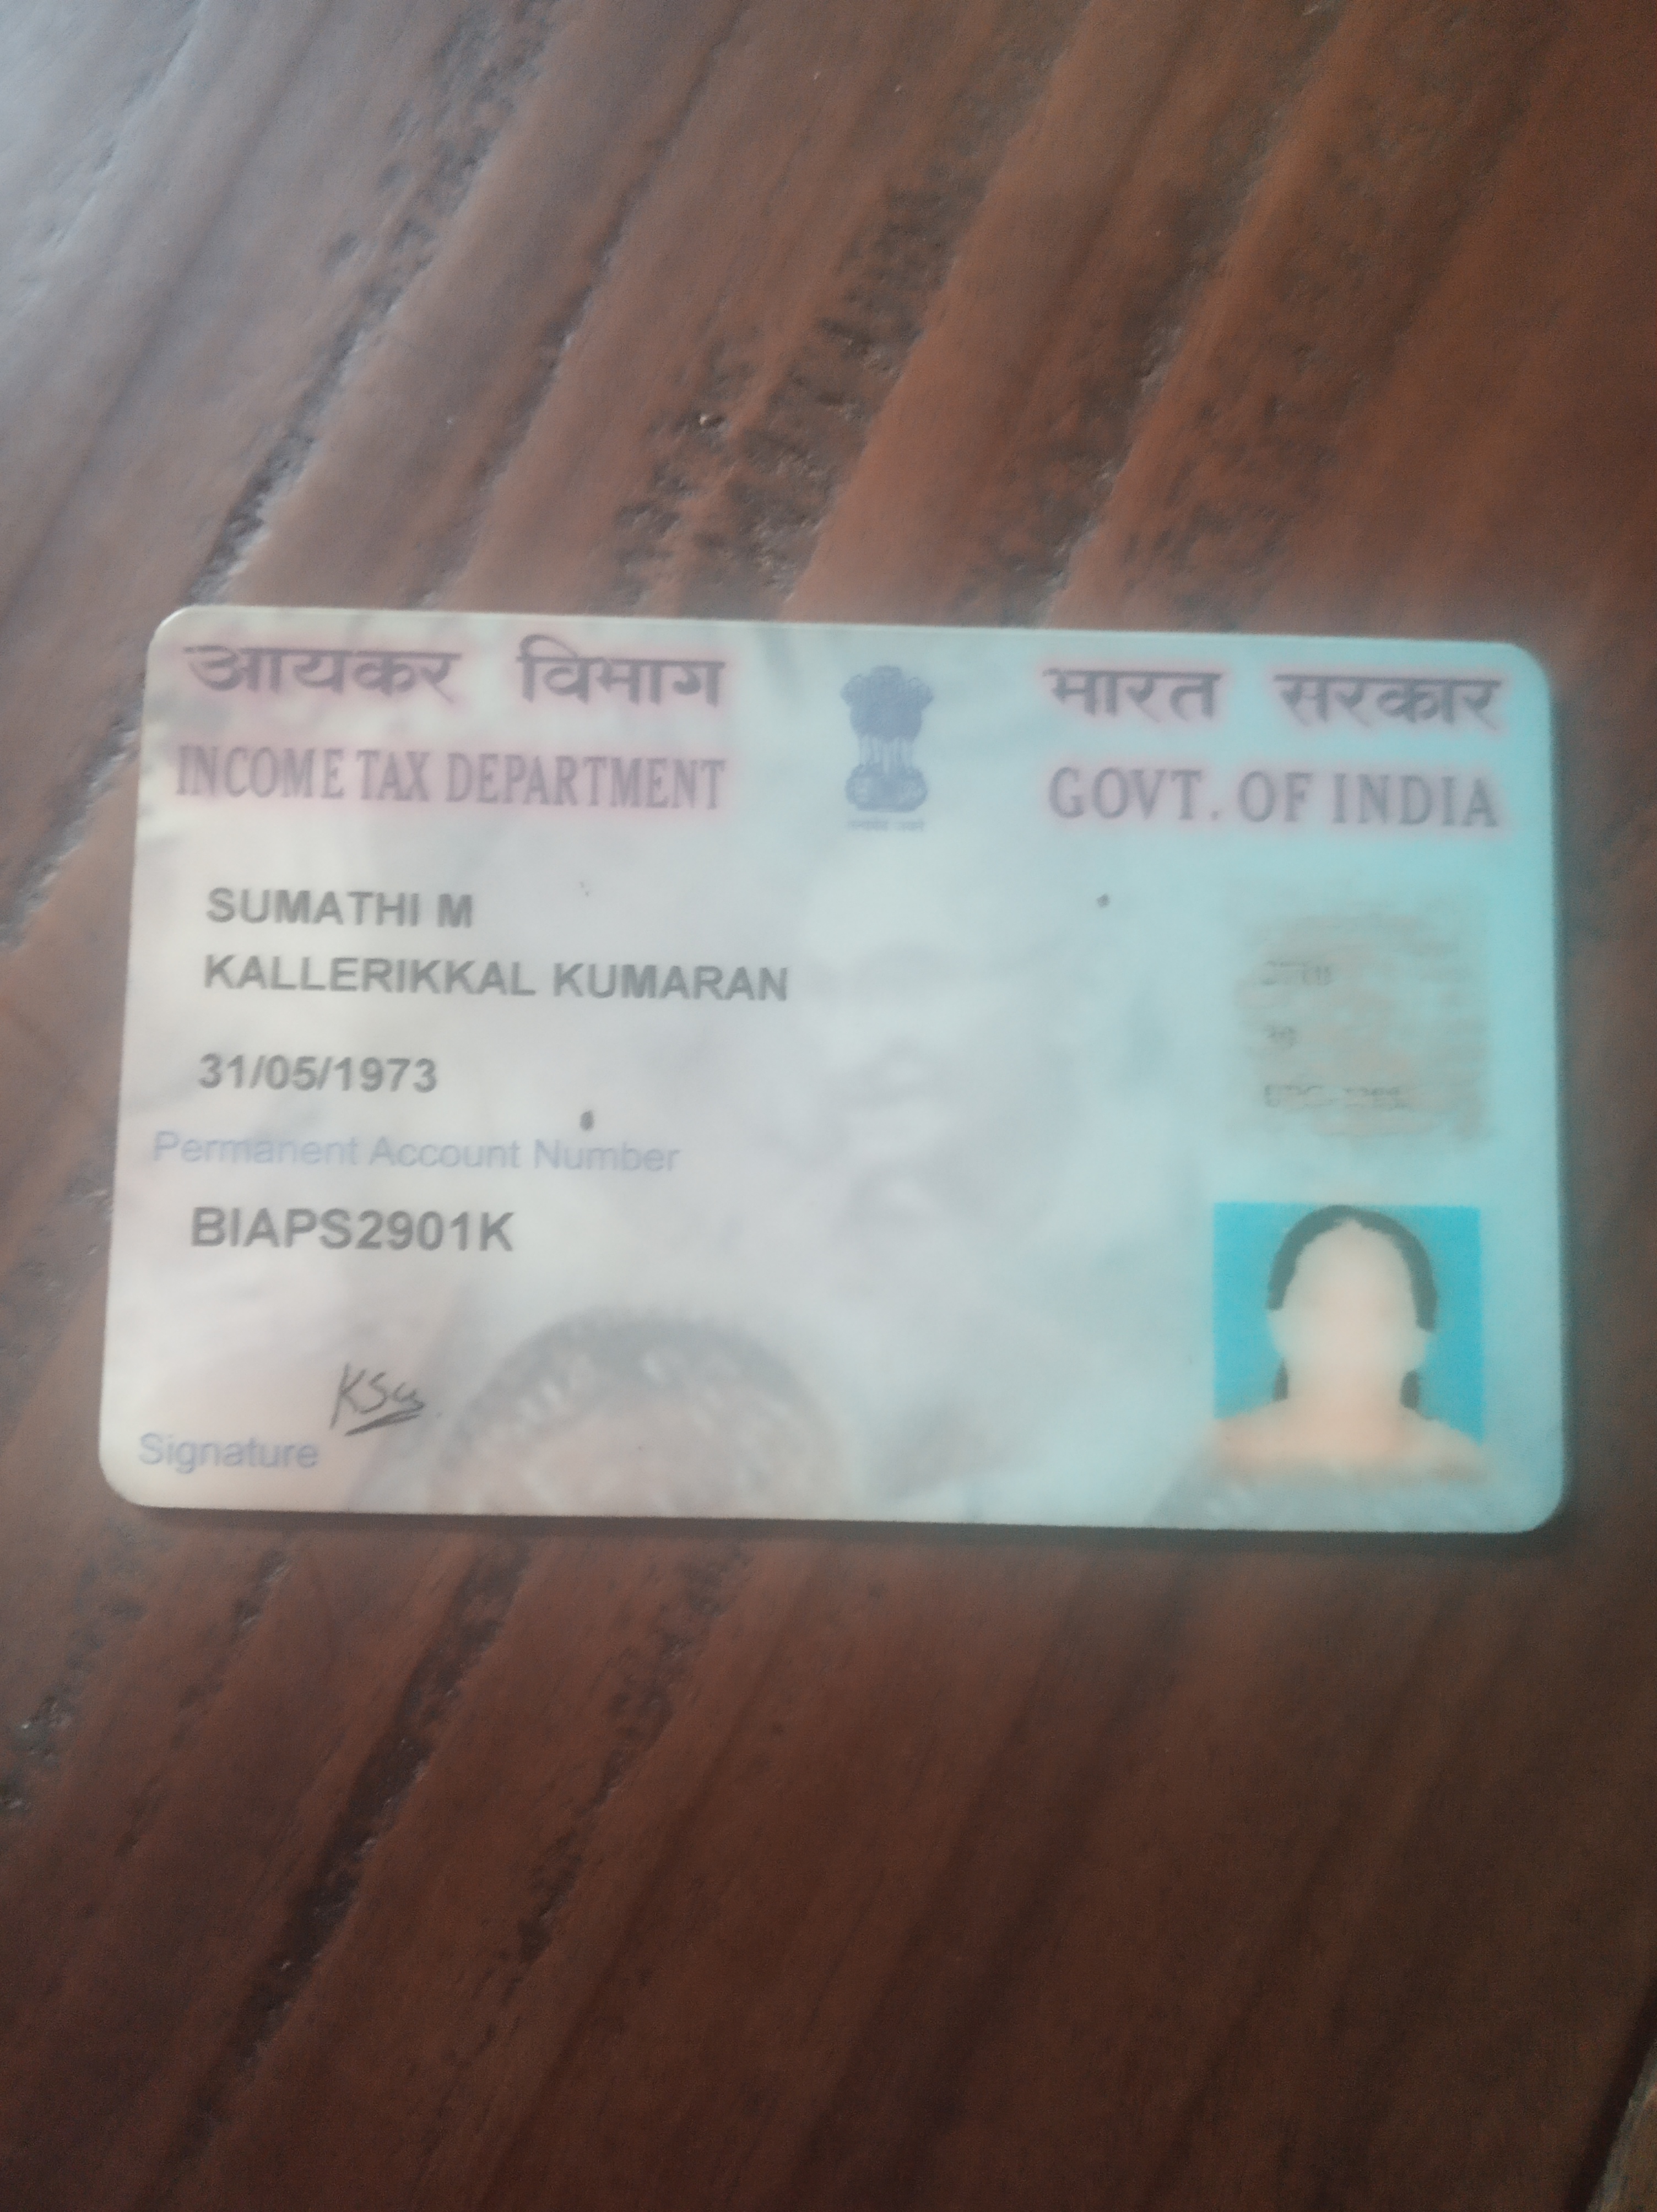 आयकर विभाग
INCOME TAX DEPARTMENT
भारत सरकार
GOVT. OF INDIA
SUMATHI M
KALLERIKKAL KUMARAN
31/05/1973
Permanent Account Number
BIAPS2901K
KSu
Signature